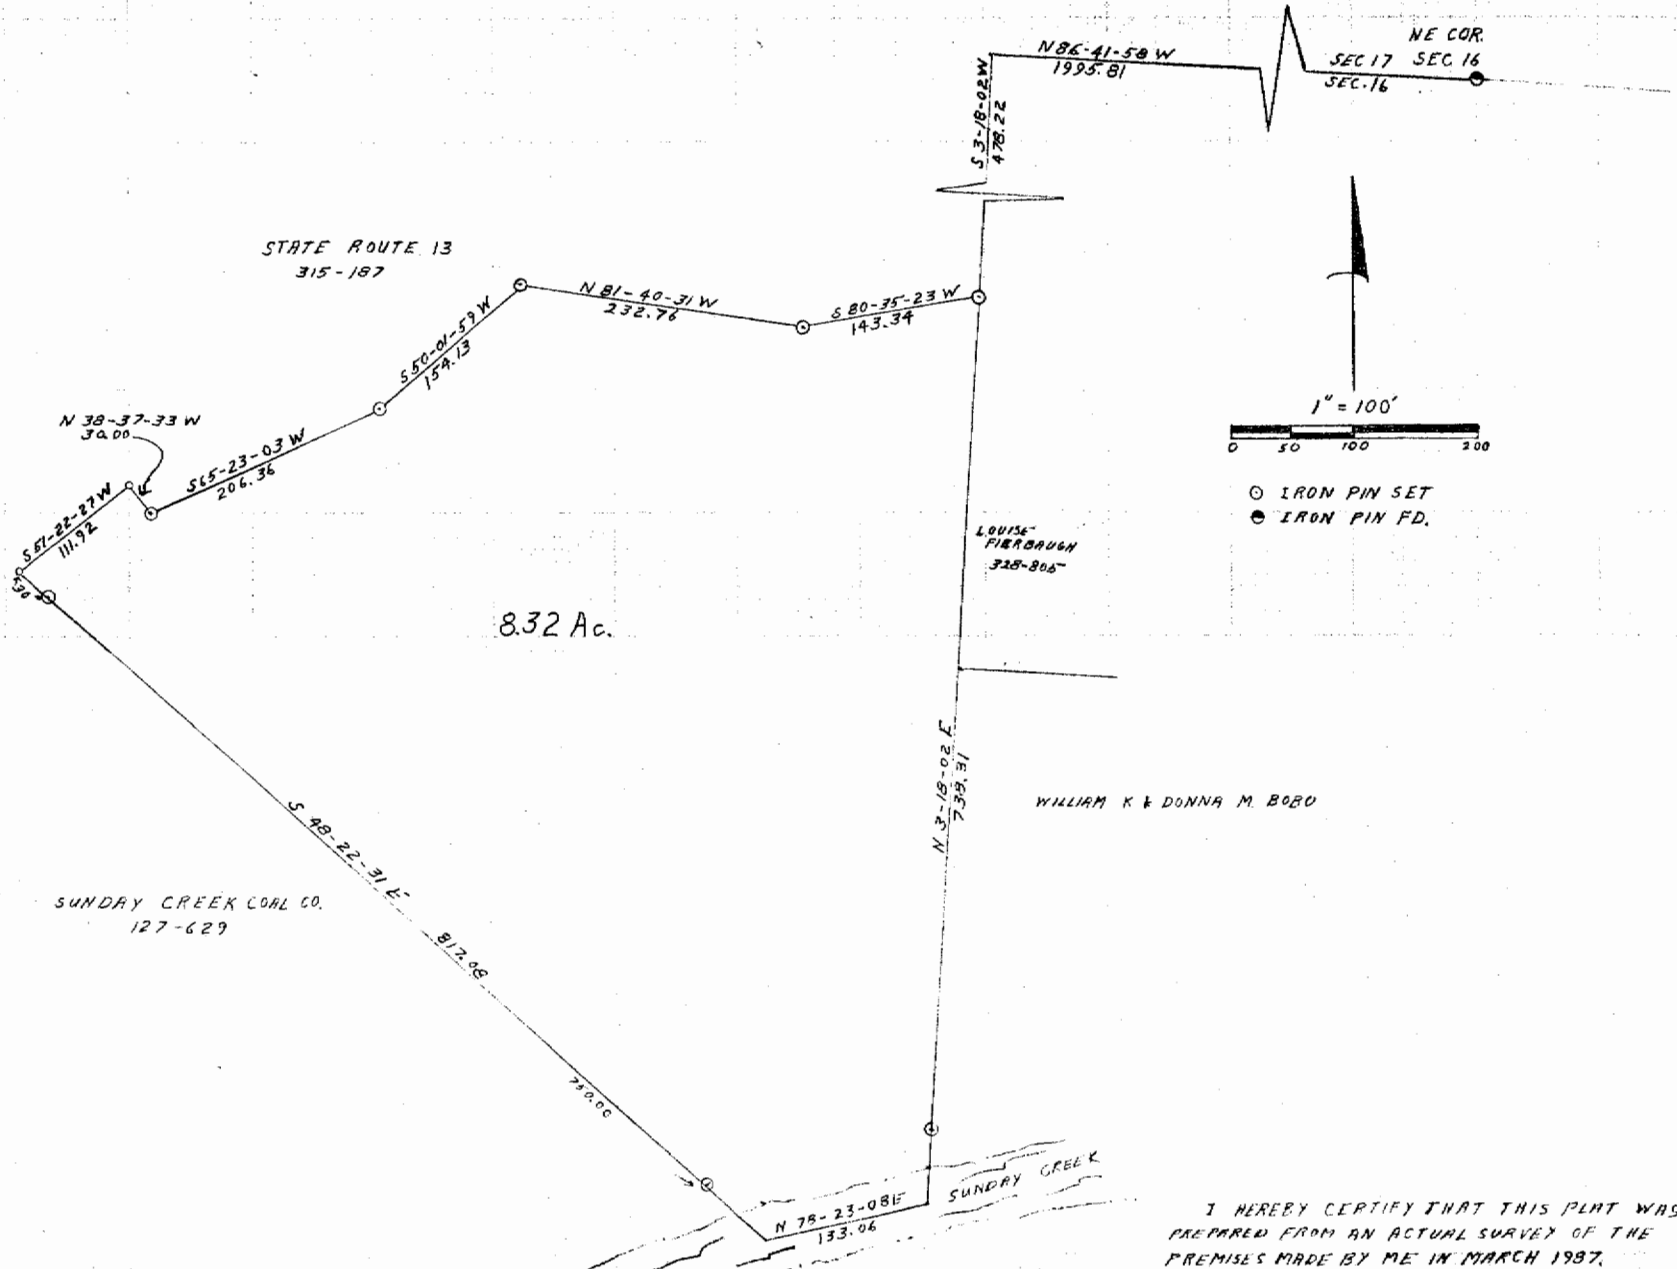 NE COR.
N86-41-58 W
1995.81
SEC 17 SEC 16
SEC. 16
S 3-18-02 W
478.22
STATE ROUTE 13
315-187
N 81-40-31 W
232.76
S 80-35-23 W
143.34
S 50-01-59 W
154.13
1" = 100'
0 50 100 200
N 38-37-33 W
30.00
S65-23-03 W
206.36
S 51-22-27 W
111.92
IRON PIN SET
IRON PIN FD.
LOUISE
FIERBAUGH
328-805
30
8.32 Ac.
N 3-18-02 E
738.31
WILLIAM K & DONNA M. BOBO
S 48-22-31 E
817.08
SUNDAY CREEK COAL CO.
127-629
750.00
SUNDAY CREEK
N 78-23-08E
133.06
I HEREBY CERTIFY THAT THIS PLAT WAS
PREPARED FROM AN ACTUAL SURVEY OF THE
PREMISES MADE BY ME IN MARCH 1987.